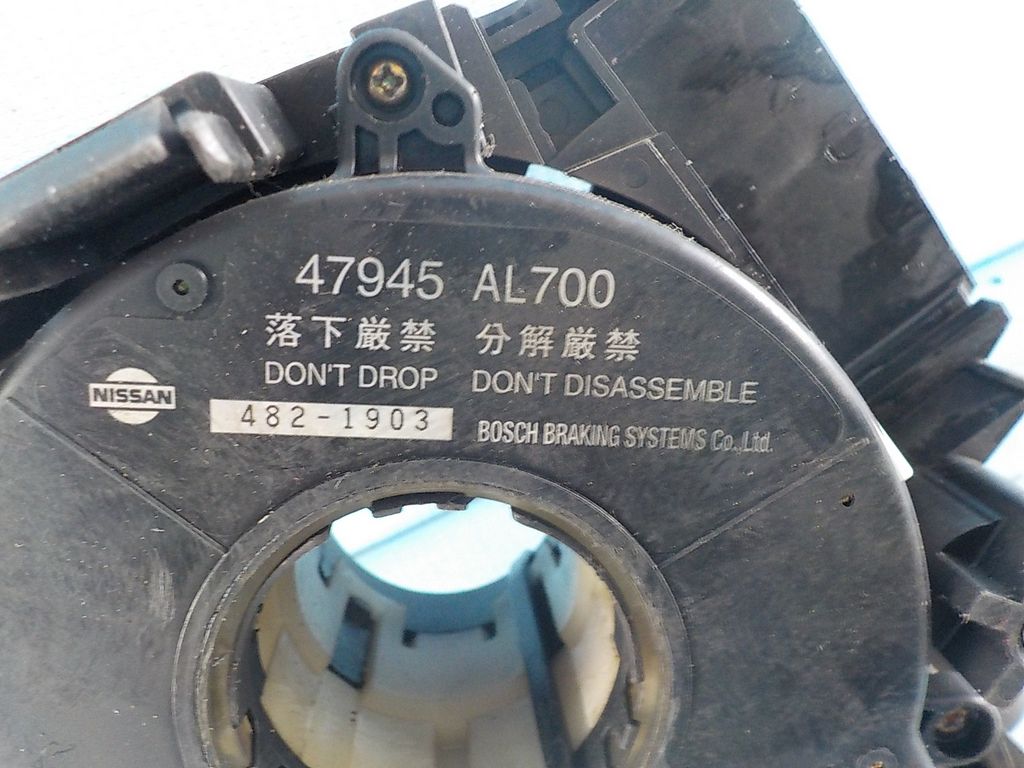 47945 AL700
落下厳禁 分解厳禁
DON'T DROP DON'T DISASSEMBLE
NISSAN
482-1903
BOSCH BRAKING SYSTEMS Co.,Ltd.